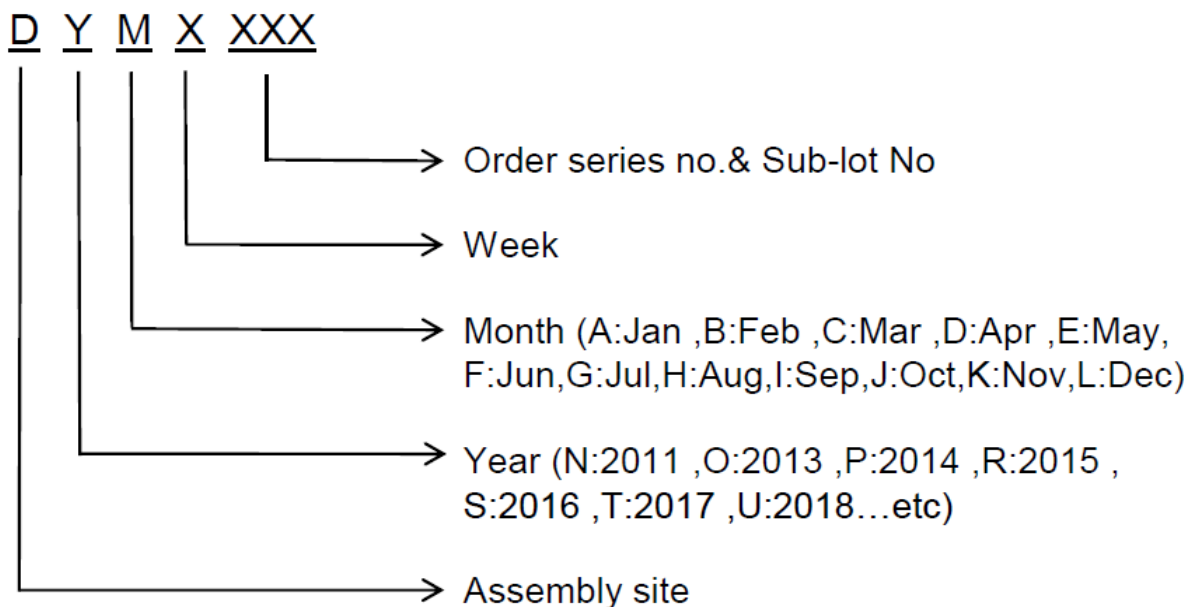 D Y M X XXX
Order series no.& Sub-lot No
Week
Month (A:Jan ,B:Feb ,C:Mar ,D:Apr ,E:May,
F:Jun,G:Jul,H:Aug,I:Sep,J:Oct,K:Nov,L:Dec)
Year (N:2011 ,O:2013 ,P:2014 ,R:2015 ,
S:2016 ,T:2017 ,U:2018...etc)
Assembly site